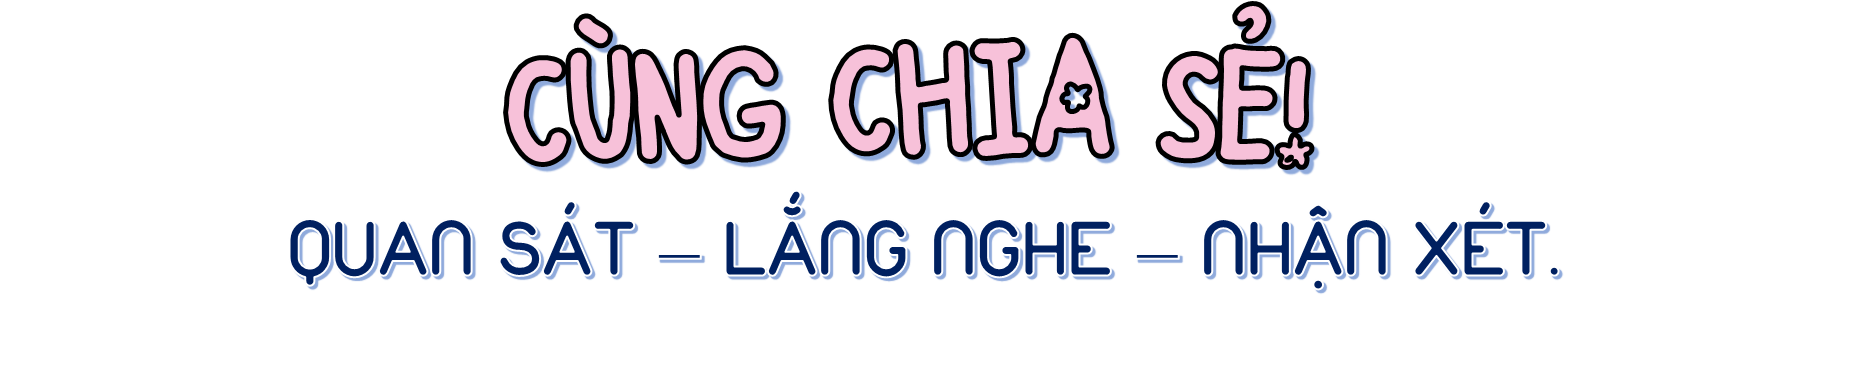 CÙNG CHIA SẺ!
QUAN SÁT – LẮNG NGHE – NHẬN XÉT.